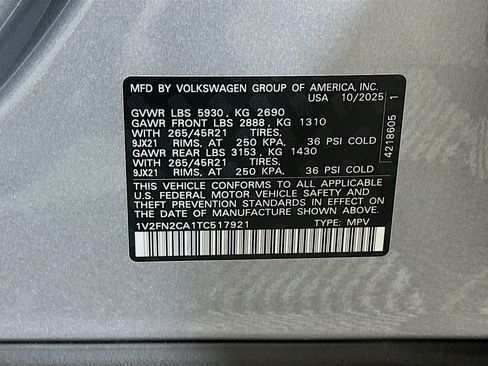 MFD BY VOLKSWAGEN GROUP OF AMERICA, INC.
USA 10/2025
GVWR LBS 5930, KG 2690
GAWR FRONT LBS 2888, KG 1310
WITH 265/45R21 TIRES,
9JX21 RIMS, AT 250 KPA, 36 PSI COLD
GAWR REAR LBS 3153, KG 1430
WITH 265/45R21 TIRES,
9JX21 RIMS, AT 250 KPA, 36 PSI COLD
THIS VEHICLE CONFORMS TO ALL APPLICABLE
U.S. FEDERAL MOTOR VEHICLE SAFETY AND
THEFT PREVENTION STANDARDS IN EFFECT ON
THE DATE OF MANUFACTURE SHOWN ABOVE.
1V2FN2CA1TC517921 TYPE: MPV
4218605 1